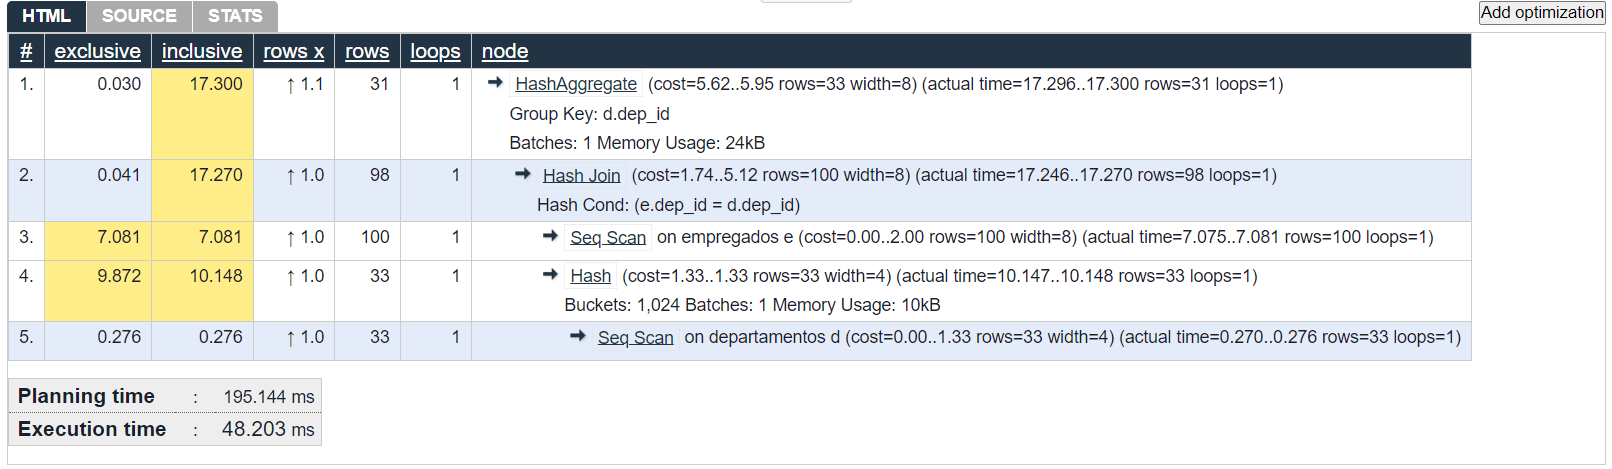 HTML SOURCE STATS Add optimization
# exclusive inclusive rows x rows loops node
1. 0.030 17.300 ↑ 1.1 31 1 → HashAggregate (cost=5.62..5.95 rows=33 width=8) (actual time=17.296..17.300 rows=31 loops=1)
Group Key: d.dep_id
Batches: 1 Memory Usage: 24kB
2. 0.041 17.270 ↑ 1.0 98 1 → Hash Join (cost=1.74..5.12 rows=100 width=8) (actual time=17.246..17.270 rows=98 loops=1)
Hash Cond: (e.dep_id = d.dep_id)
3. 7.081 7.081 ↑ 1.0 100 1 → Seq Scan on empregados e (cost=0.00..2.00 rows=100 width=8) (actual time=7.075..7.081 rows=100 loops=1)
4. 9.872 10.148 ↑ 1.0 33 1 → Hash (cost=1.33..1.33 rows=33 width=4) (actual time=10.147..10.148 rows=33 loops=1)
Buckets: 1,024 Batches: 1 Memory Usage: 10kB
5. 0.276 0.276 ↑ 1.0 33 1 → Seq Scan on departamentos d (cost=0.00..1.33 rows=33 width=4) (actual time=0.270..0.276 rows=33 loops=1)
Planning time : 195.144 ms
Execution time : 48.203 ms